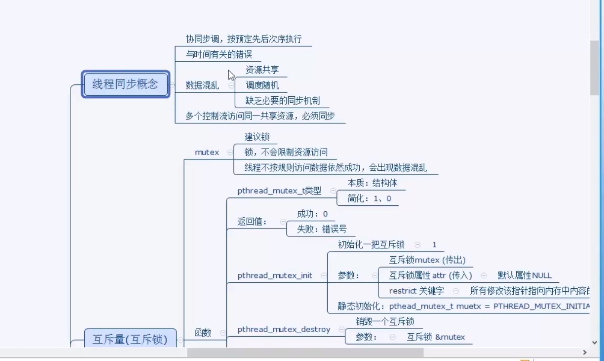 协同步调，按预定先后次序执行
与时间有关的错误
线程同步概念
资源共享
数据混乱
调度随机
缺乏必要的同步机制
多个控制流访问同一共享资源，必须同步
建议锁
mutex
锁，不会限制资源访问
线程不按规则访问数据依然成功，会出现数据混乱
pthread_mutex_t类型
本质：结构体
简化：1、0
返回值：
成功：0
失败：错误号
初始化一把互斥锁
1
互斥锁mutex (传出)
pthread_mutex_init
参数：
互斥锁属性 attr (传入)
默认属性NULL
restrict 关键字
所有修改该指针指向内存中内容的
静态初始化：pthead_mutex_t muetx = PTHREAD_MUTEX_INITIA
互斥量(互斥锁)
函数
pthread_mutex_destroy
销毁一个互斥锁
参数：
互斥锁 &mutex